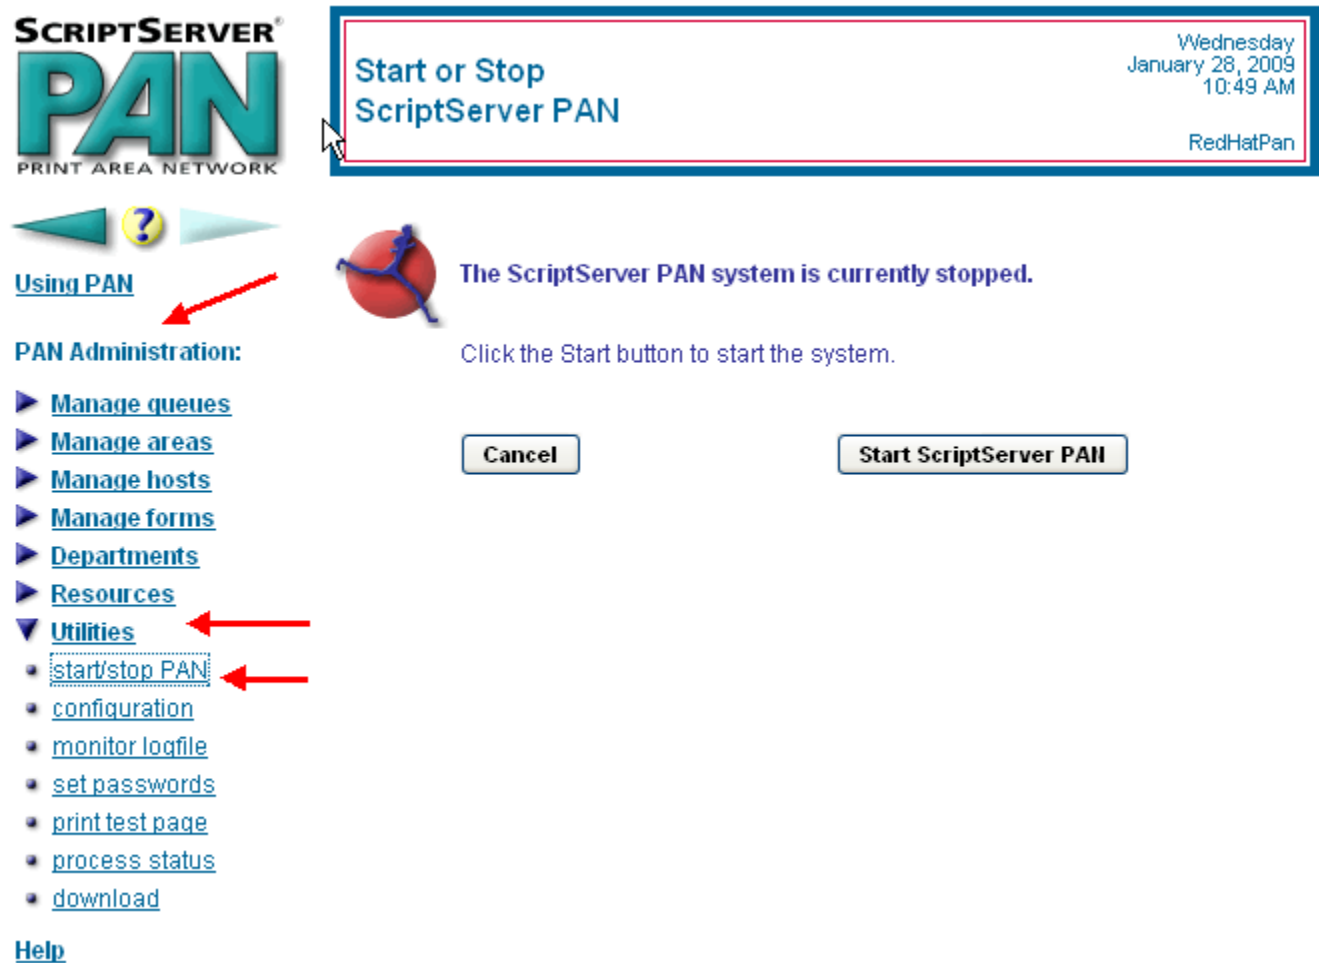 SCRIPTSERVER®
PAN
PRINT AREA NETWORK
Start or Stop
ScriptServer PAN
Wednesday
January 28, 2009
10:49 AM
RedHatPan
?
Using PAN
PAN Administration:
Manage queues
Manage areas
Manage hosts
Manage forms
Departments
Resources
Utilities
start/stop PAN
configuration
monitor logfile
set passwords
print test page
process status
download
Help
The ScriptServer PAN system is currently stopped.
Click the Start button to start the system.
Cancel
Start ScriptServer PAN